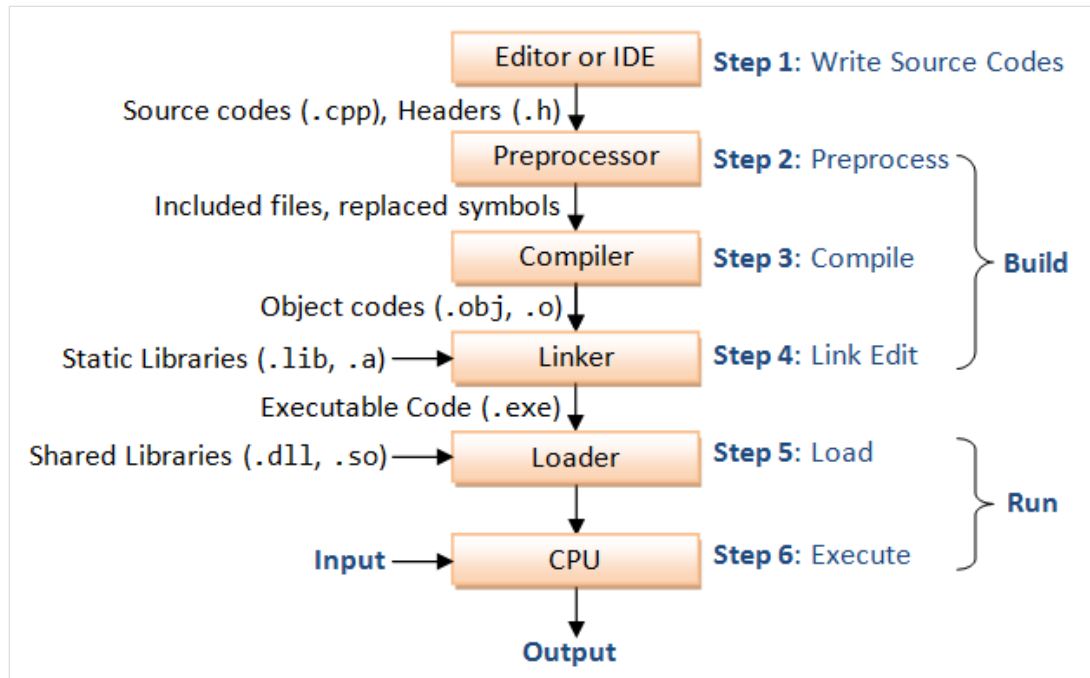 Editor or IDE
Step 1: Write Source Codes
Source codes (.cpp), Headers (.h)
Preprocessor
Step 2: Preprocess
Included files, replaced symbols
Compiler
Step 3: Compile
Build
Object codes (.obj, .o)
Static Libraries (.lib, .a)
Linker
Step 4: Link Edit
Executable Code (.exe)
Shared Libraries (.dll, .so)
Loader
Step 5: Load
Run
Input
CPU
Step 6: Execute
Output